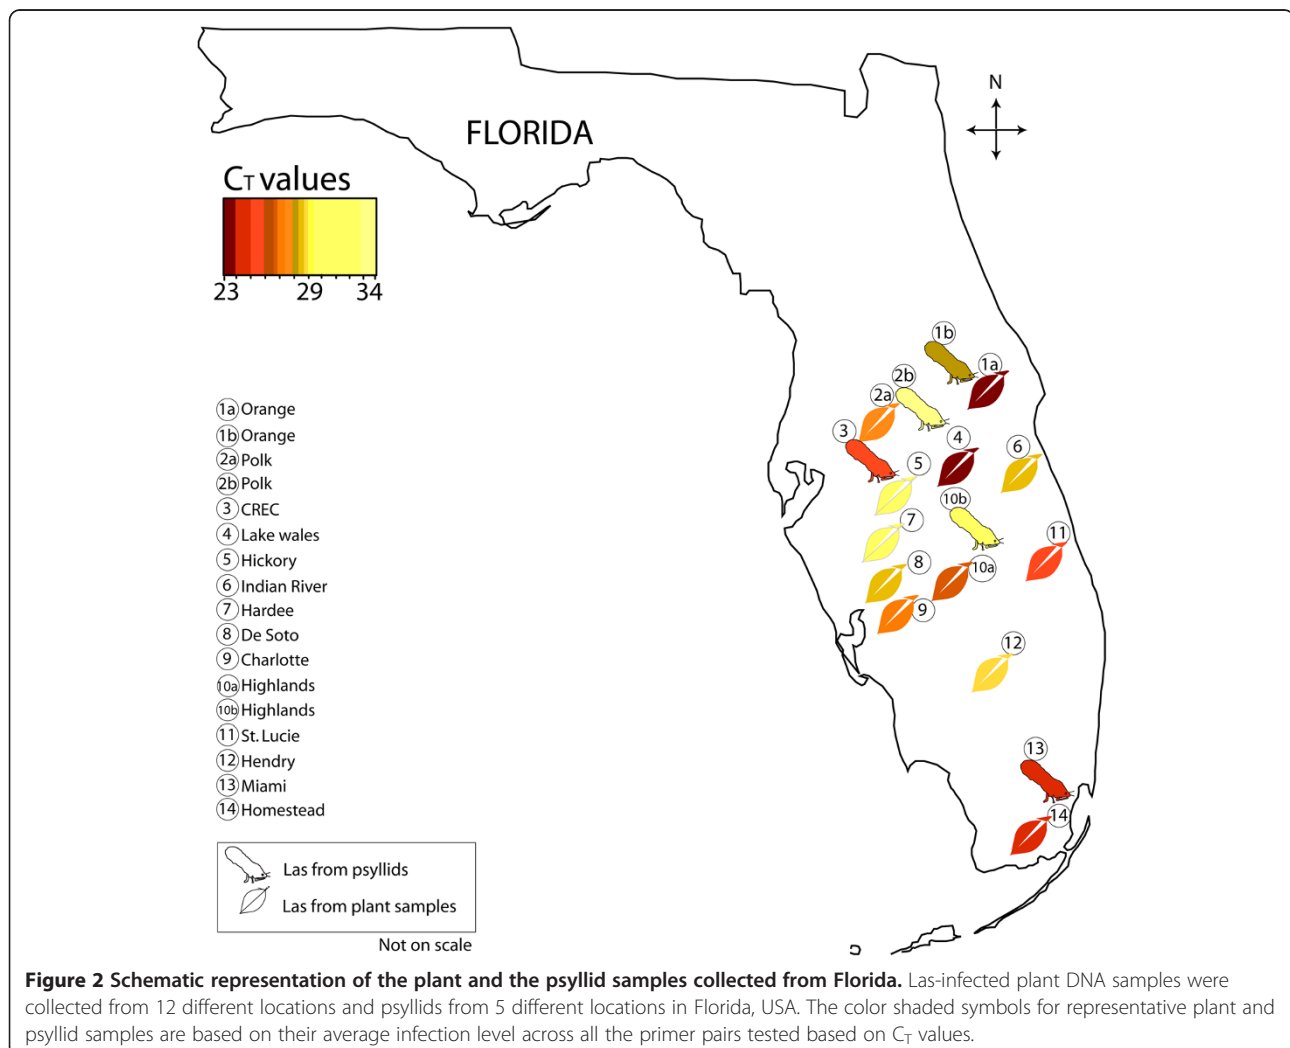 N
FLORIDA
CT values
23 29 34
1b
1a
2b
2a
3
4
6
5
10b
7
11
8
10a
9
12
13
14
1a Orange
1b Orange
2a Polk
2b Polk
3 CREC
4 Lake wales
5 Hickory
6 Indian River
7 Hardee
8 De Soto
9 Charlotte
10a Highlands
10b Highlands
11 St. Lucie
12 Hendry
13 Miami
14 Homestead
Las from psyllids
Las from plant samples
Not on scale
Figure 2 Schematic representation of the plant and the psyllid samples collected from Florida. Las-infected plant DNA samples were
collected from 12 different locations and psyllids from 5 different locations in Florida, USA. The color shaded symbols for representative plant and
psyllid samples are based on their average infection level across all the primer pairs tested based on CT values.